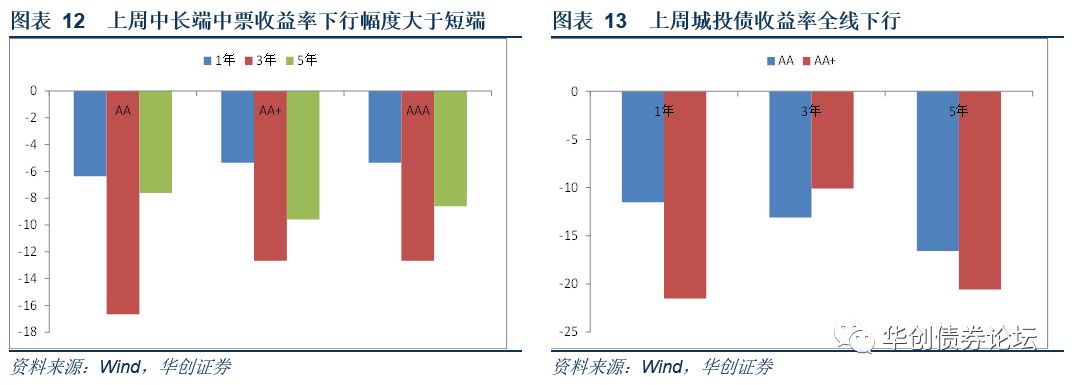 图表 12 上周中长端中票收益率下行幅度大于短端
1年 3年 5年
0
-2
-4
-6
-8
-10
-12
-14
-16
-18
AA AA+ AAA
资料来源：Wind，华创证券
图表 13 上周城投债收益率全线下行
AA AA+
0
-5
-10
-15
-20
-25
1年 3年 5年
华创债券论坛
资料来源：Wind，华创证券